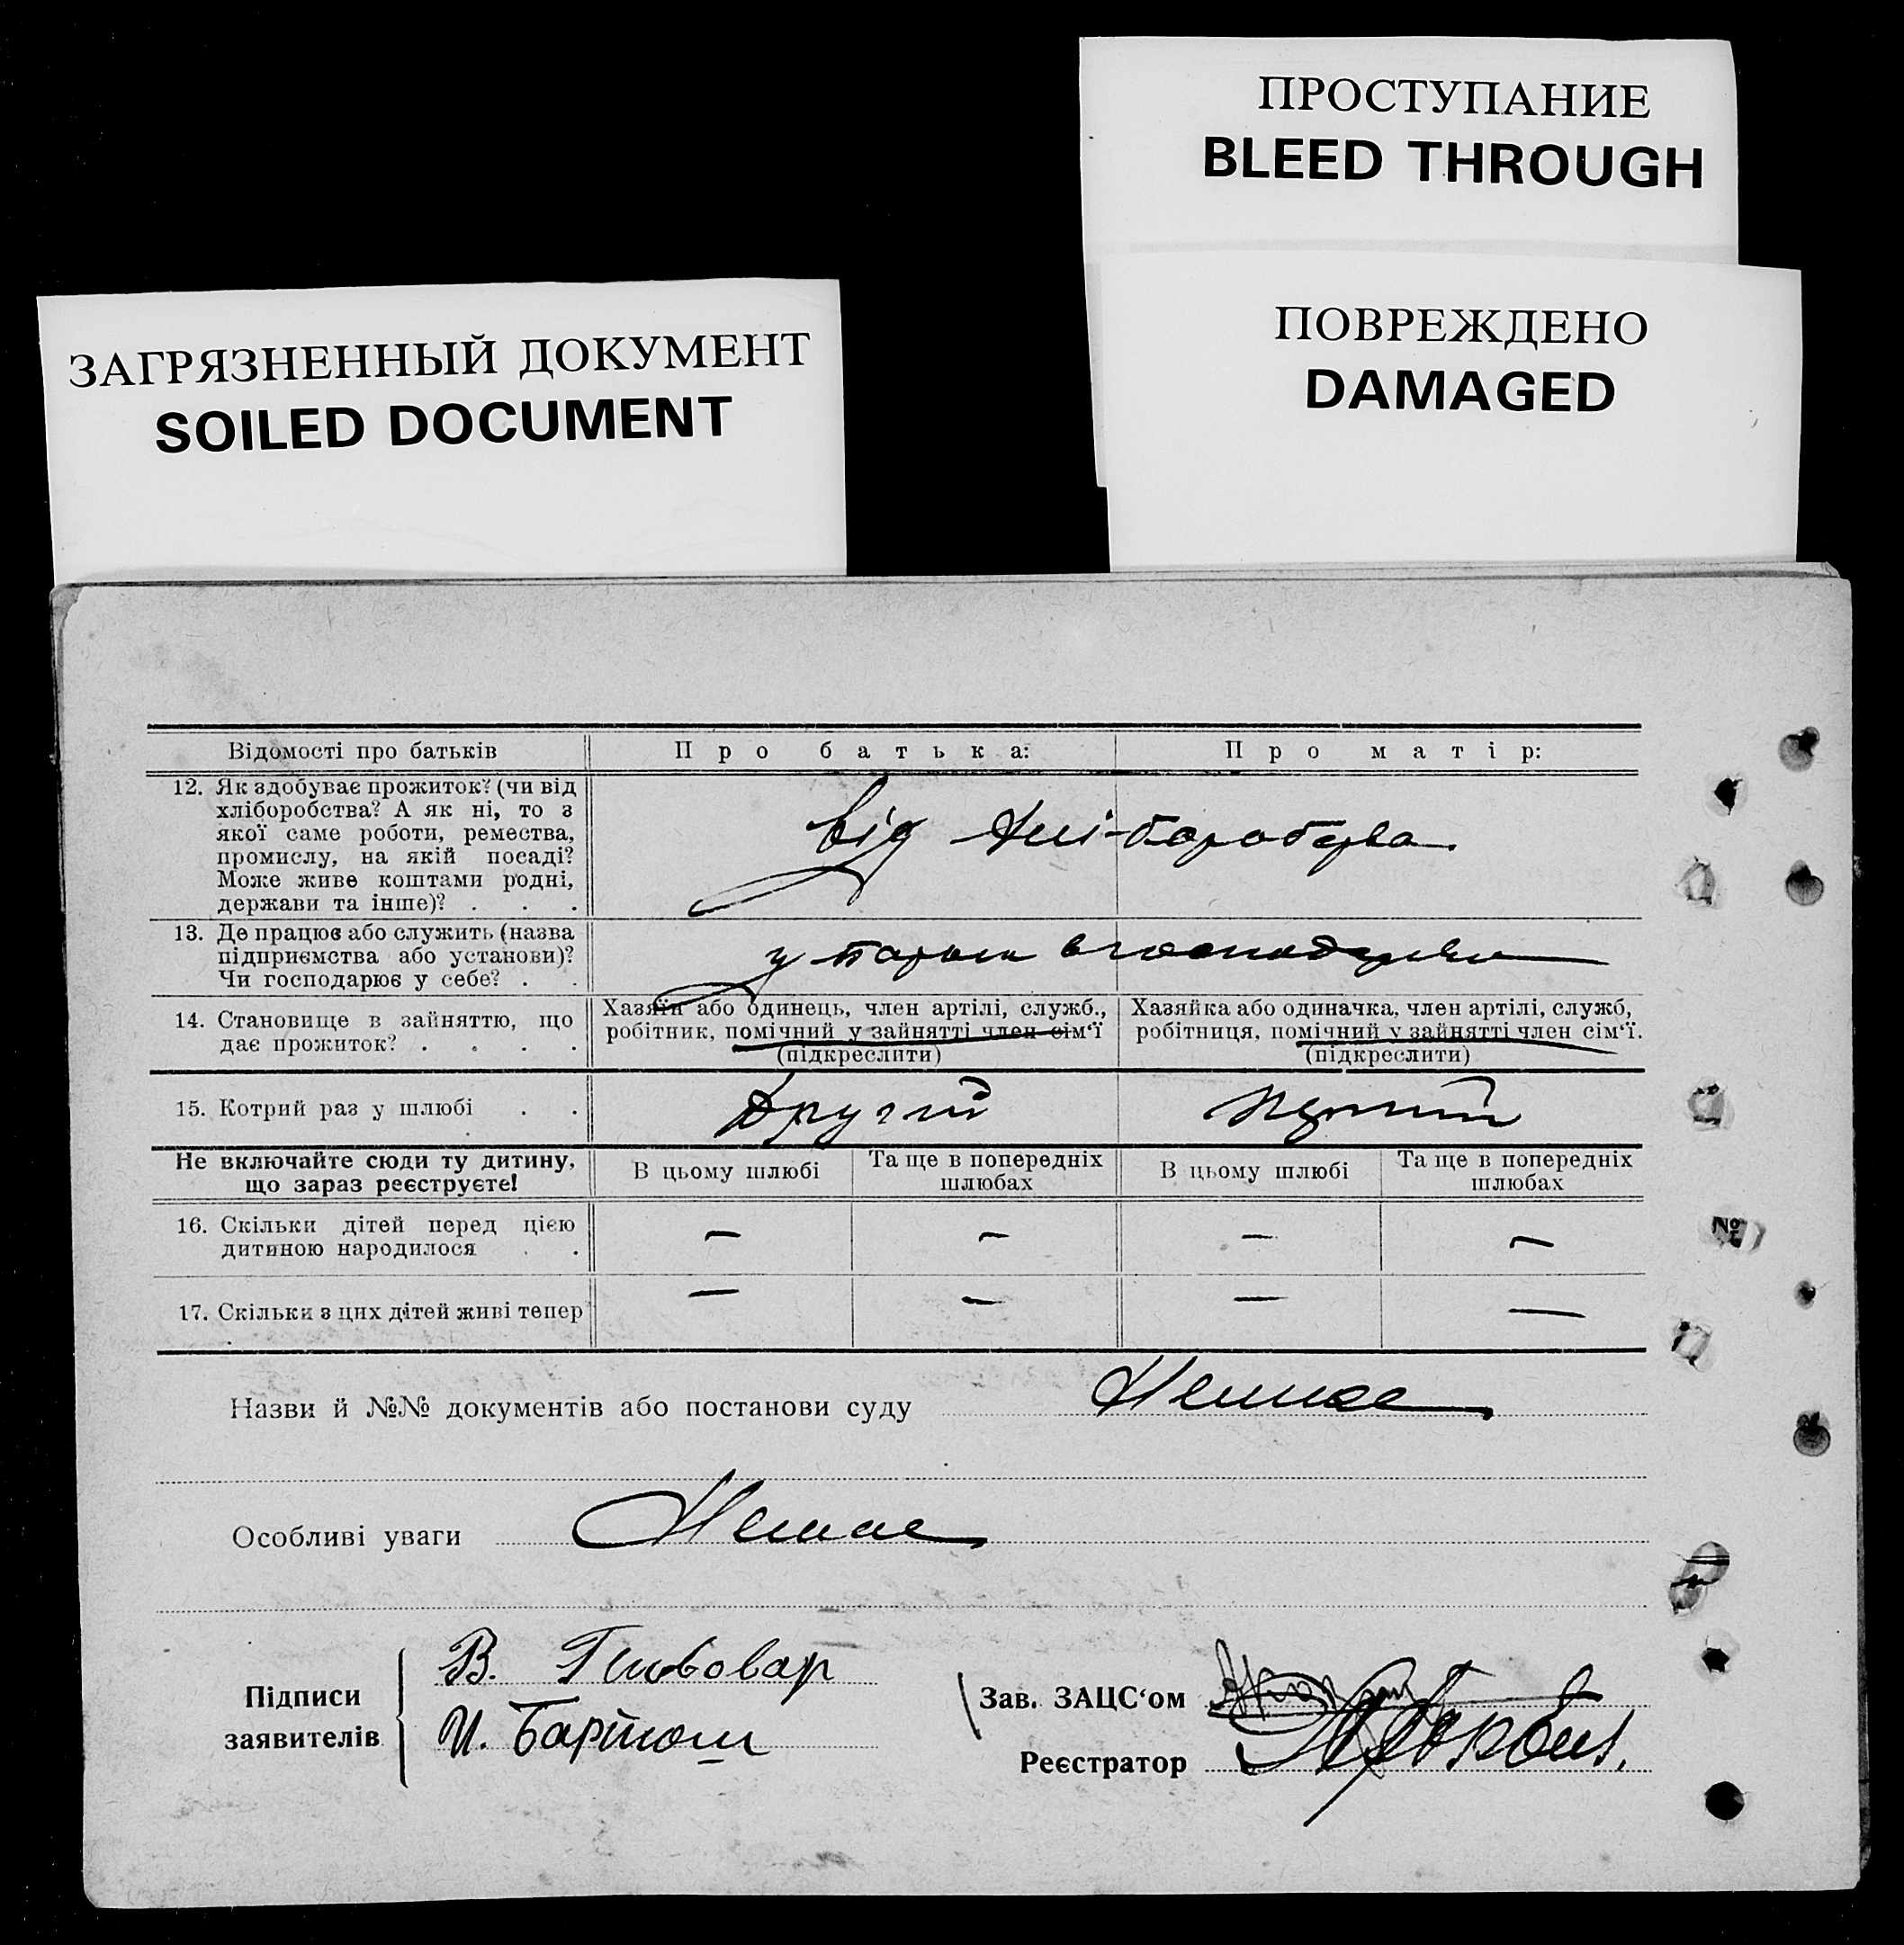 ПРОСТУПАНИЕ
BLEED THROUGH
ПОВРЕЖДЕНО
DAMAGED
ЗАГРЯЗНЕННЫЙ ДОКУМЕНТ
SOILED DOCUMENT
Відомості про батьків
Про батька:
Про матір:
12. Як здобуває прожиток? (чи від
хліборобства? А як ні, то з
якої саме роботи, ремества,
промислу, на якій посаді?
Може живе коштами родні,
держави та інше)? . . .
від хліборобства
13. Де працює або служить (назва
підприємства або установи)?
Чи господарює у себе? . .
у
14. Становище в зайняттю, що
дає прожиток? . . . .
Хазяїн або одинець, член артілі, служб.,
робітник, помічний у зайнятті член сім'ї
(підкреслити)
Хазяйка або одиначка, член артілі, служб,
робітниця, помічний у зайнятті член сім'ї.
(підкреслити)
15. Котрий раз у шлюбі . .
Другий
перший
Не включайте сюди ту дитину,
що зараз реєструєте!
В цьому шлюбі
Та ще в попередніх
шлюбах
В цьому шлюбі
Та ще в попередніх
шлюбах
16. Скільки дітей перед цією
дитиною народилося . .
— — — —
17. Скільки з цих дітей живі тепер
— — — —
Назви й №№ документів або постанови суду Немає
Особливі уваги Немає
Підписи
заявителів
В. Пивовар
И.
Зав. ЗАЦС'ом
Реєстратор
№